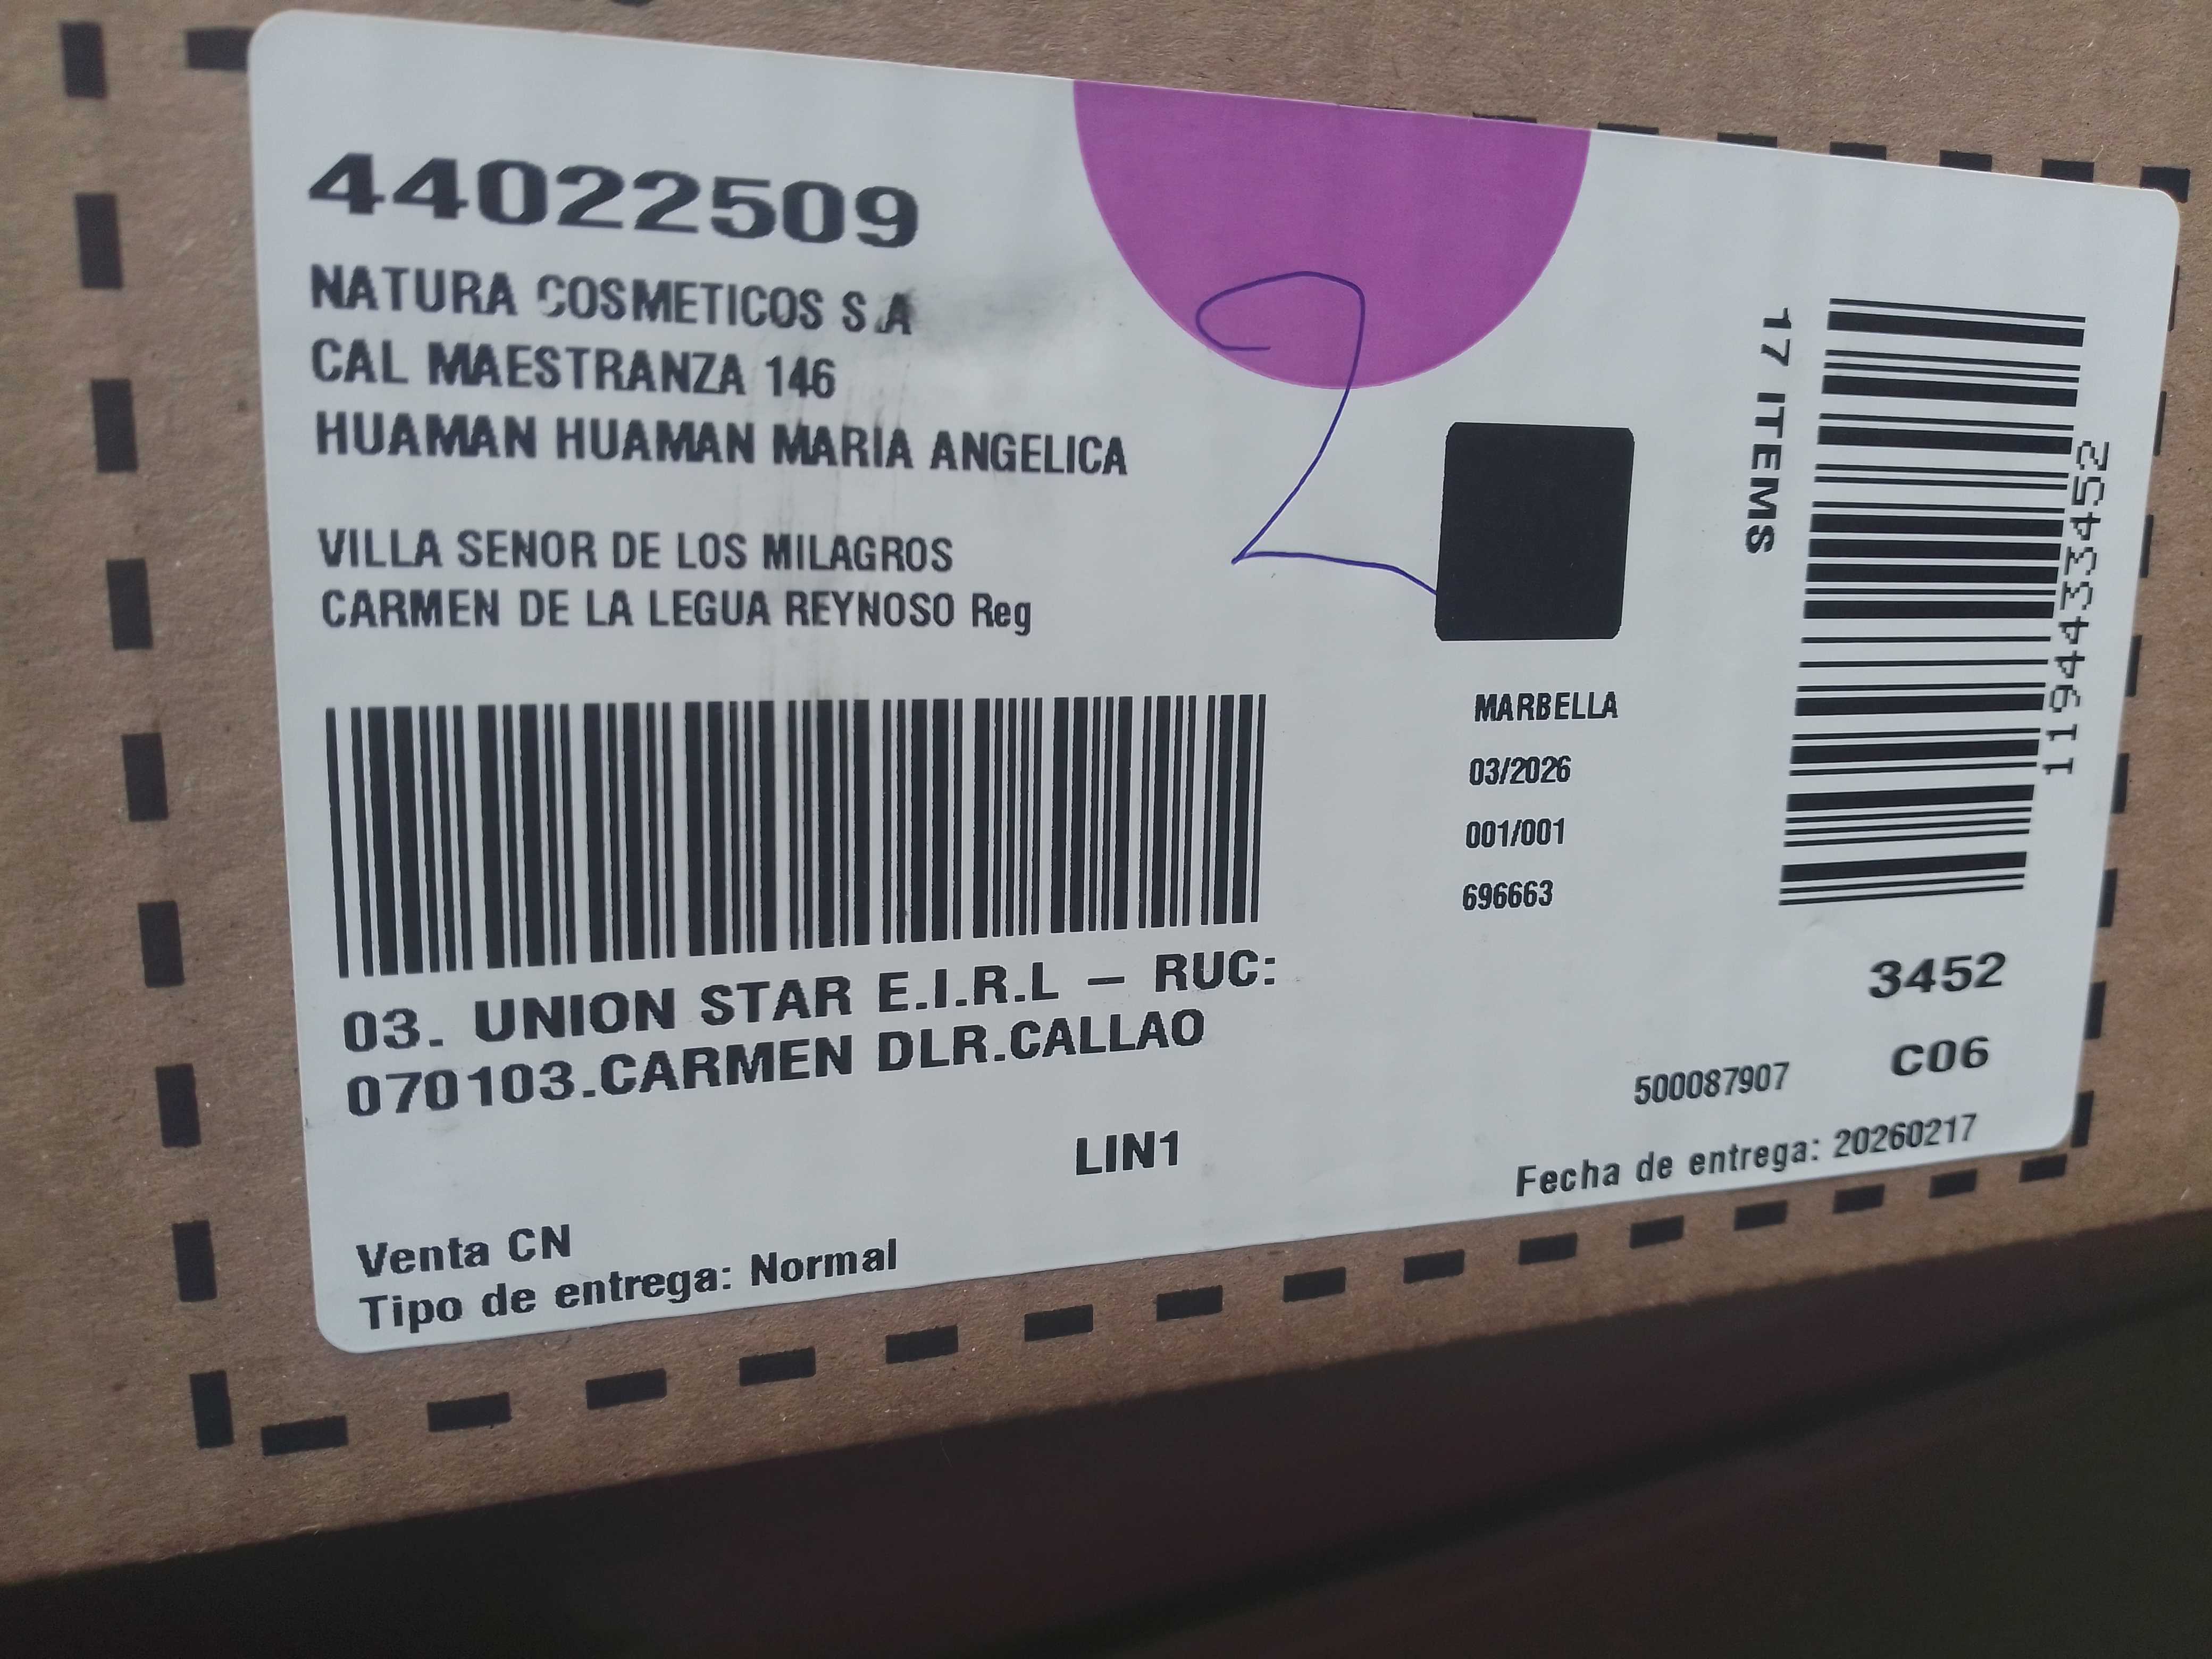 44022509
NATURA COSMETICOS S.A
CAL MAESTRANZA 146
HUAMAN HUAMAN MARIA ANGELICA
VILLA SENOR DE LOS MILAGROS
CARMEN DE LA LEGUA REYNOSO Reg
2
17 ITEMS
1194433452
MARBELLA
03/2026
001/001
696663
03. UNION STAR E.I.R.L – RUC:
070103.CARMEN DLR.CALLAO
3452
C06
500087907
LIN1
Fecha de entrega: 20260217
Venta CN
Tipo de entrega: Normal